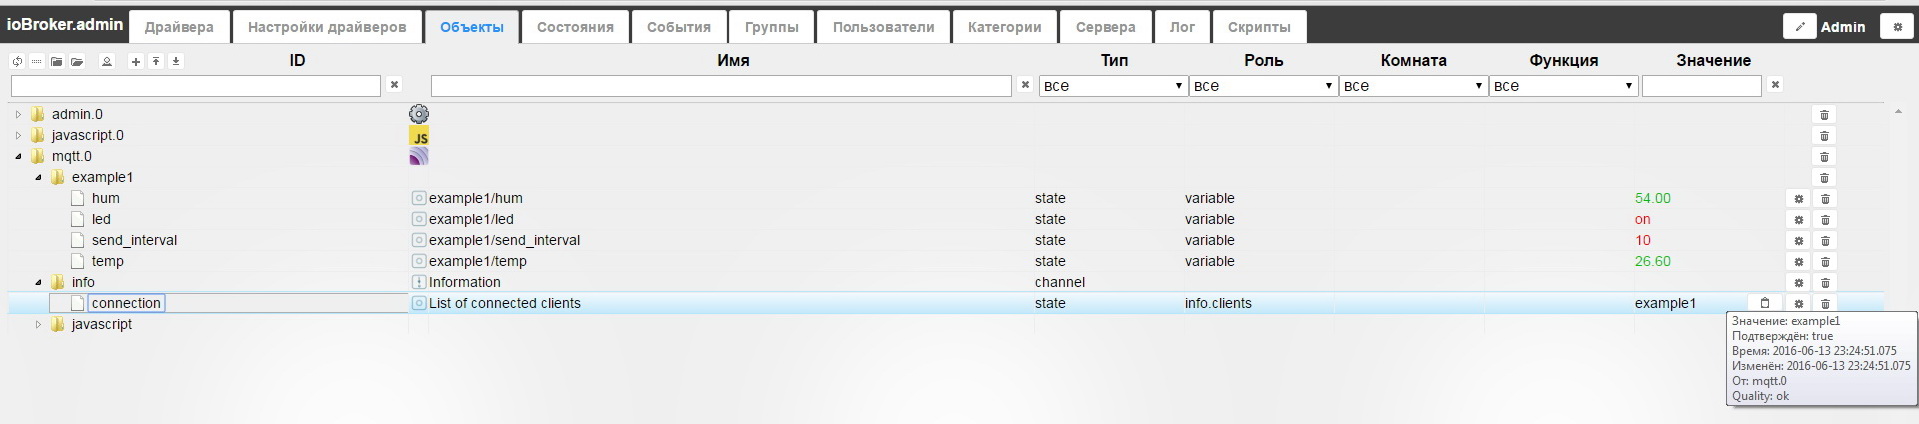 ioBroker.admin Драйвера Настройки драйверов Объекты Состояния События Группы Пользователи Категории Сервера Лог Скрипты Admin
ID Имя Тип Роль Комната Функция Значение
все все все все
admin.0
javascript.0 JS
mqtt.0
example1
hum example1/hum state variable 54.00
led example1/led state variable on
send_interval example1/send_interval state variable 10
temp example1/temp state variable 26.60
info Information channel
connection List of connected clients state info.clients example1
javascript
Значение: example1
Подтверждён: true
Время: 2016-06-13 23:24:51.075
Изменён: 2016-06-13 23:24:51.075
От: mqtt.0
Quality: ok